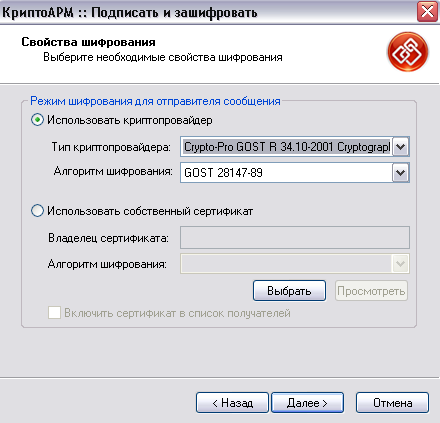 КриптоАРМ :: Подписать и зашифровать
Свойства шифрования
Выберите необходимые свойства шифрования
Режим шифрования для отправителя сообщения
Использовать криптопровайдер
Тип криптопровайдера: Crypto-Pro GOST R 34.10-2001 Cryptograpl
Алгоритм шифрования: GOST 28147-89
Использовать собственный сертификат
Владелец сертификата:
Алгоритм шифрования:
Выбрать Просмотреть
Включить сертификат в список получателей
< Назад Далее > Отмена